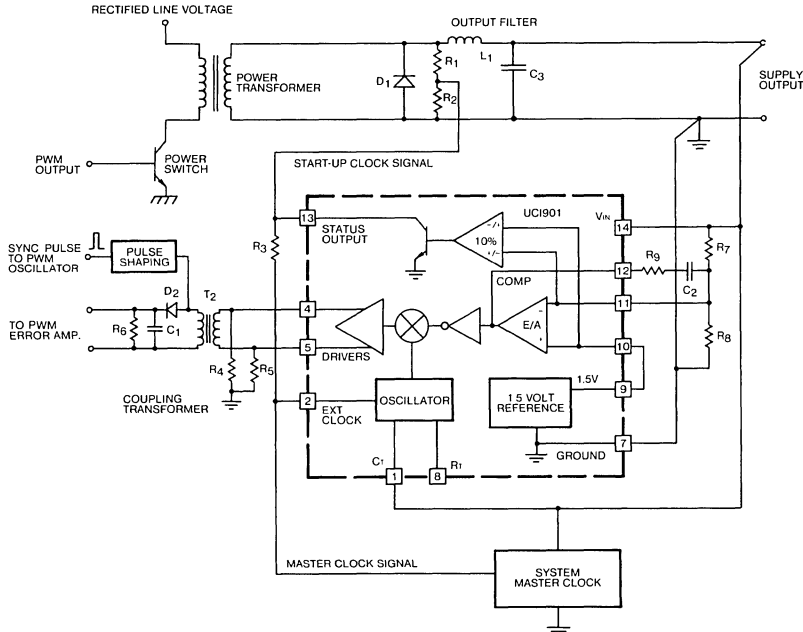 RECTIFIED LINE VOLTAGE
OUTPUT FILTER
R1
L1
D1
C3
R2
POWER
TRANSFORMER
SUPPLY
OUTPUT
PWM
OUTPUT
POWER
SWITCH
START-UP CLOCK SIGNAL
UCI901
13
STATUS
OUTPUT
-/+
10%
+/-
VIN
14
R3
R7
SYNC PULSE
TO PWM
OSCILLATOR
PULSE
SHAPING
COMP
12
R9
C2
D2
T2
4
-
E/A
+
11
TO PWM
ERROR AMP.
R6
C1
R8
5
DRIVERS
10
R4
R5
COUPLING
TRANSFORMER
2
EXT
CLOCK
OSCILLATOR
1.5V
1 5 VOLT
REFERENCE
9
7
GROUND
CT
1
8
RT
MASTER CLOCK SIGNAL
SYSTEM
MASTER CLOCK